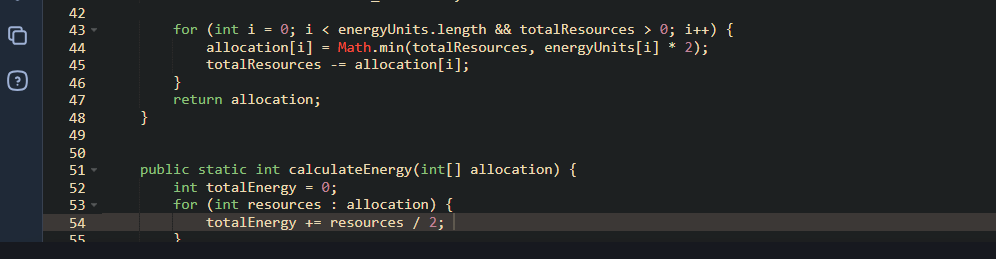 42
43 for (int i = 0; i < energyUnits.length && totalResources > 0; i++) {
44 allocation[i] = Math.min(totalResources, energyUnits[i] * 2);
45 totalResources -= allocation[i];
46 }
47 return allocation;
48 }
49
50
51 public static int calculateEnergy(int[] allocation) {
52 int totalEnergy = 0;
53 for (int resources : allocation) {
54 totalEnergy += resources / 2;
55 }